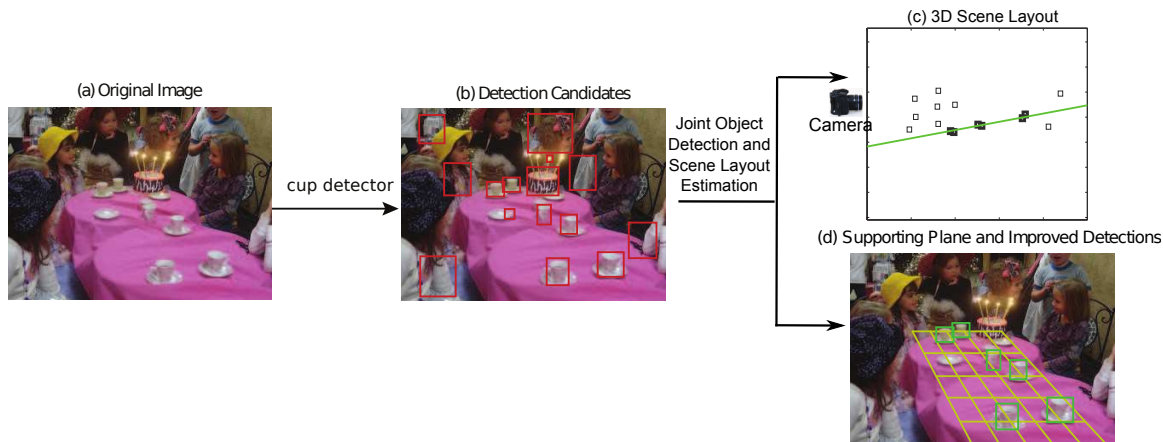 (a) Original Image
cup detector
(b) Detection Candidates
Joint Object
Detection and
Scene Layout
Estimation
(c) 3D Scene Layout
Camera
(d) Supporting Plane and Improved Detections